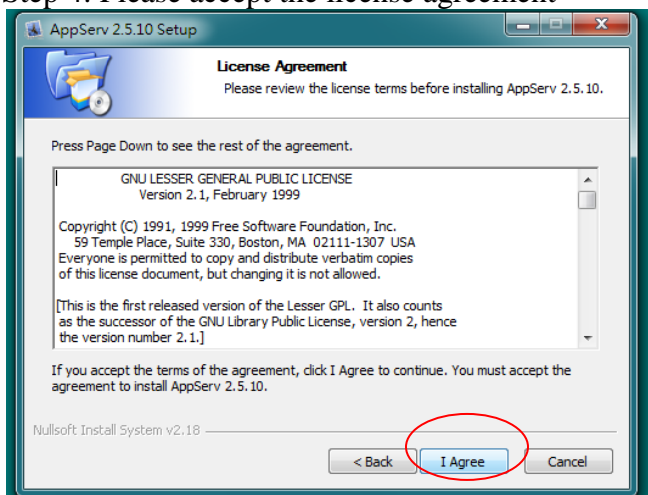 Step 4: Please accept the license agreement
AppServ 2.5.10 Setup
License Agreement
Please review the license terms before installing AppServ 2.5.10.
Press Page Down to see the rest of the agreement.
GNU LESSER GENERAL PUBLIC LICENSE
Version 2.1, February 1999
Copyright (C) 1991, 1999 Free Software Foundation, Inc.
59 Temple Place, Suite 330, Boston, MA 02111-1307 USA
Everyone is permitted to copy and distribute verbatim copies
of this license document, but changing it is not allowed.
[This is the first released version of the Lesser GPL. It also counts
as the successor of the GNU Library Public License, version 2, hence
the version number 2.1.]
If you accept the terms of the agreement, click I Agree to continue. You must accept the
agreement to install AppServ 2.5.10.
Nullsoft Install System v2.18
< Back
I Agree
Cancel